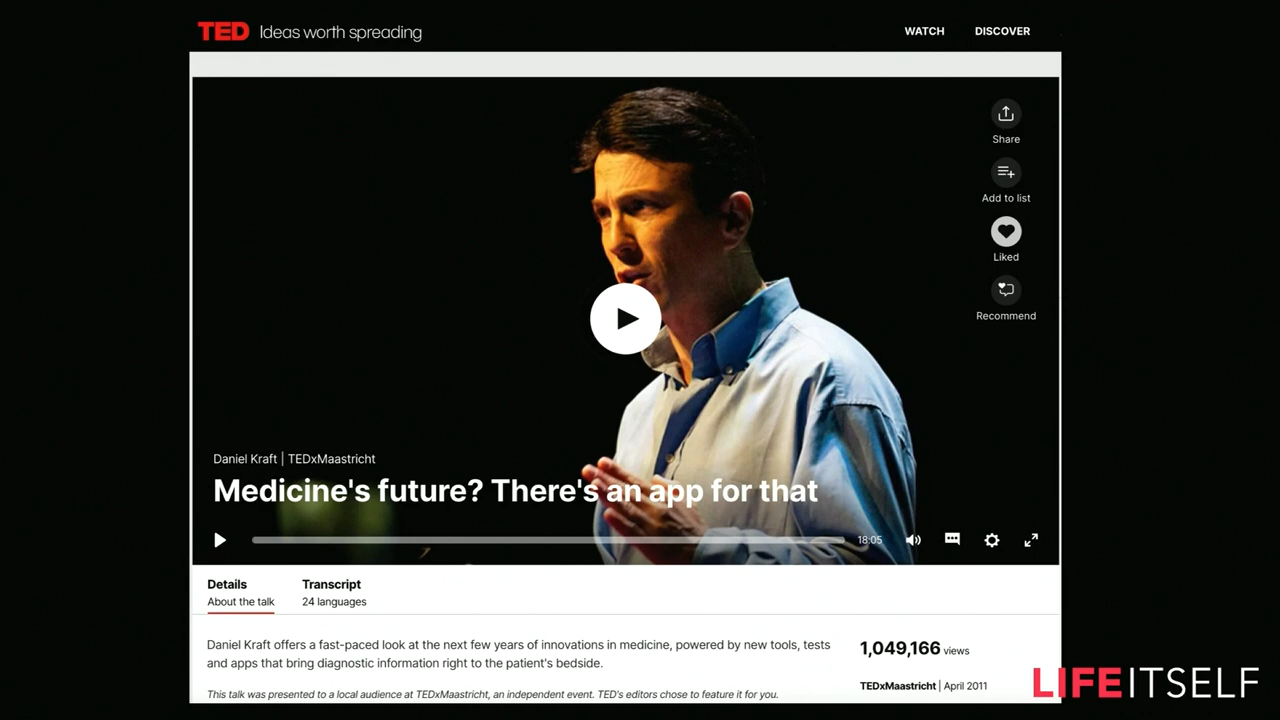 TED Ideas worth spreading
WATCH DISCOVER
Share
Add to list
Liked
Recommend
Daniel Kraft | TEDxMaastricht
Medicine's future? There's an app for that
18:05
Details
About the talk
Transcript
24 languages
Daniel Kraft offers a fast-paced look at the next few years of innovations in medicine, powered by new tools, tests
and apps that bring diagnostic information right to the patient's bedside.
This talk was presented to a local audience at TEDxMaastricht, an independent event. TED's editors chose to feature it for you.
1,049,166 views
TEDxMaastricht | April 2011
LIFEITSELF